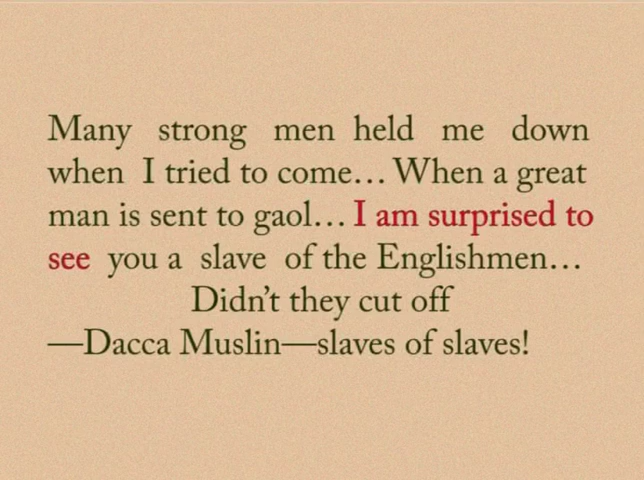 Many strong men held me down
when I tried to come… When a great
man is sent to gaol… I am surprised to
see you a slave of the Englishmen…
Didn’t they cut off
—Dacca Muslin—slaves of slaves!